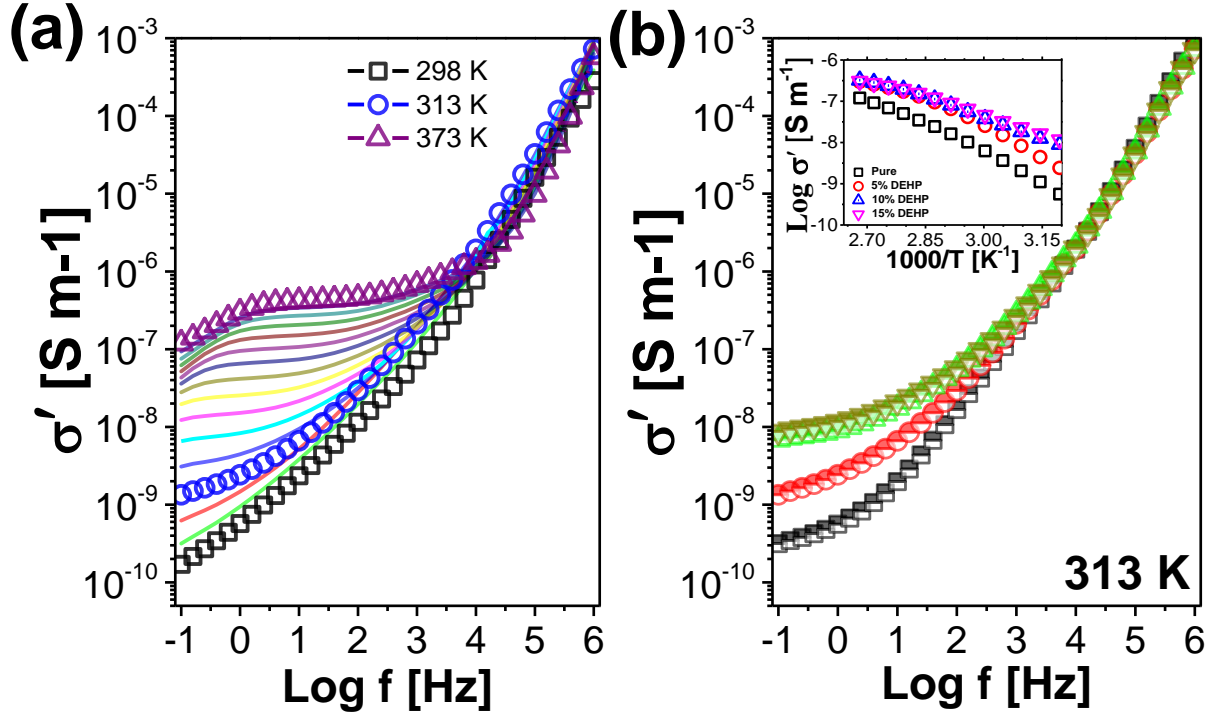 (a)
10⁻³
10⁻⁴
10⁻⁵
10⁻⁶
10⁻⁷
10⁻⁸
10⁻⁹
10⁻¹⁰
σ′ [S m-1]
298 K
313 K
373 K
-1 0 1 2 3 4 5 6
Log f [Hz]
(b)
10⁻³
10⁻⁴
10⁻⁵
10⁻⁶
10⁻⁷
10⁻⁸
10⁻⁹
10⁻¹⁰
σ′ [S m-1]
-6
-7
-8
-9
-10
Log σ′ [S m⁻¹]
Pure
5% DEHP
10% DEHP
15% DEHP
2.70 2.85 3.00 3.15
1000/T [K⁻¹]
313 K
-1 0 1 2 3 4 5 6
Log f [Hz]